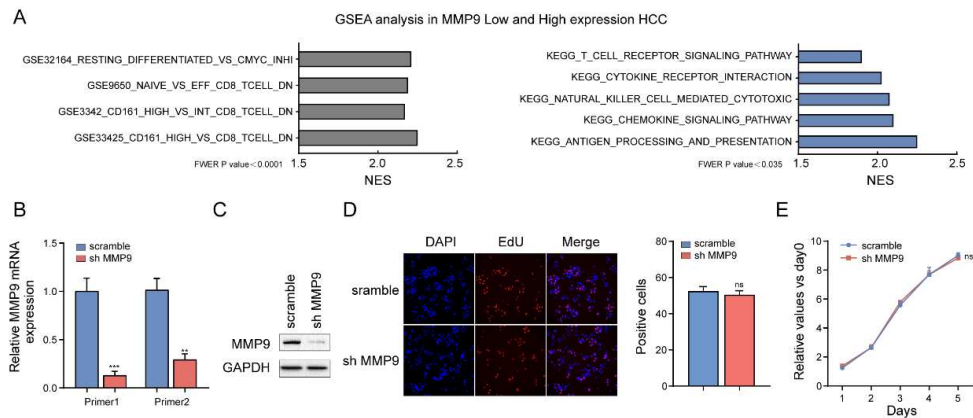 A
GSEA analysis in MMP9 Low and High expression HCC
GSE32164_RESTING_DIFFERENTIATED_VS_CMYC_INHI
GSE9650_NAIVE_VS_EFF_CD8_TCELL_DN
GSE3342_CD161_HIGH_VS_INT_CD8_TCELL_DN
GSE33425_CD161_HIGH_VS_CD8_TCELL_DN
FWER P value<0.0001
1.5 2.0 2.5
NES
KEGG_T_CELL_RECEPTOR_SIGNALING_PATHWAY
KEGG_CYTOKINE_RECEPTOR_INTERACTION
KEGG_NATURAL_KILLER_CELL_MEDIATED_CYTOTOXIC
KEGG_CHEMOKINE_SIGNALING_PATHWAY
KEGG_ANTIGEN_PROCESSING_AND_PRESENTATION
FWER P value<0.035
1.5 2.0 2.5
NES
B
scramble
sh MMP9
Relative MMP9 mRNA
expression
1.5
1.0
0.5
0.0
***
**
Primer1 Primer2
C
scramble
sh MMP9
MMP9
GAPDH
D
DAPI EdU Merge
sramble
sh MMP9
scramble
sh MMP9
Positive cells
80
60
40
20
0
ns
E
scramble
sh MMP9
Relative values vs day0
10
8
6
4
2
0
ns
1 2 3 4 5
Days